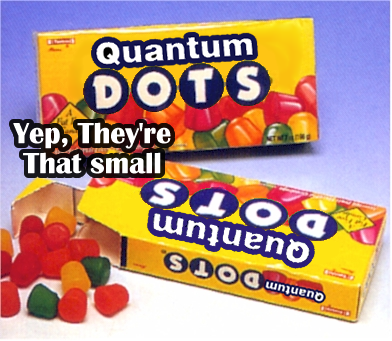 Quantum
DOTS
Yep, They're
That small
Quantum
DOTS
Quantum
DOTS